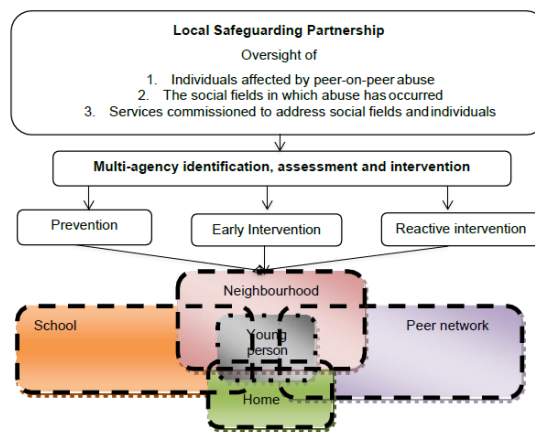 Local Safeguarding Partnership
Oversight of
1. Individuals affected by peer-on-peer abuse
2. The social fields in which abuse has occurred
3. Services commissioned to address social fields and individuals
Multi-agency identification, assessment and intervention
Prevention
Early Intervention
Reactive intervention
Neighbourhood
School
Young
person
Peer network
Home